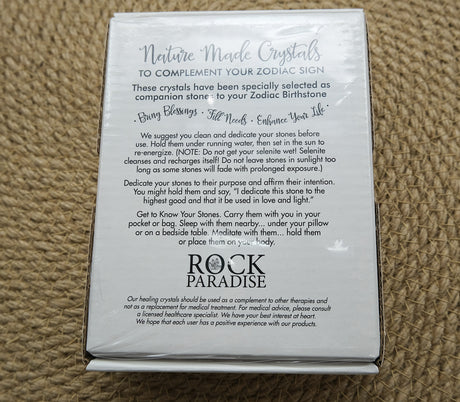 Nature Made Crystals
TO COMPLEMENT YOUR ZODIAC SIGN
These crystals have been specially selected as
companion stones to your Zodiac Birthstone
• Bring Blessings • Fill Needs • Enhance Your Life •
We suggest you clean and dedicate your stones before
use. Hold them under running water, then set in the sun to
re-energize. (NOTE: Do not get your selenite wet! Selenite
cleanses and recharges itself! Do not leave stones in sunlight too
long as some stones will fade with prolonged exposure.)
Dedicate your stones to their purpose and affirm their intention.
You might hold them and say, "I dedicate this stone to the
highest good and that it be used in love and light."
Get to Know Your Stones. Carry them with you in your
pocket or bag. Sleep with them nearby... under your pillow
or on a bedside table. Meditate with them... hold them
or place them on your body.
ROCK
PARADISE
Our healing crystals should be used as a complement to other therapies and
not as a replacement for medical treatment. For medical advice, please consult
a licensed healthcare specialist. We have your best interest at heart.
We hope that each user has a positive experience with our products.